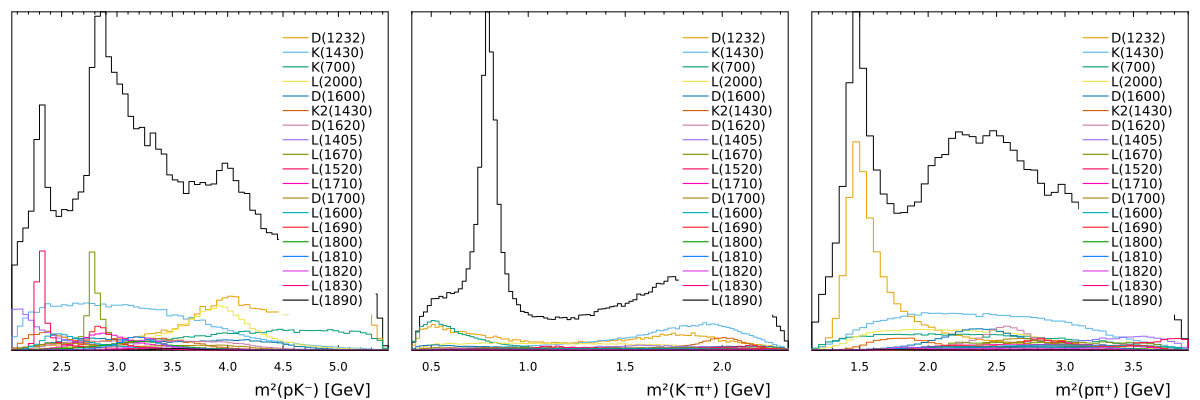 D(1232)
K(1430)
K(700)
L(2000)
D(1600)
K2(1430)
D(1620)
L(1405)
L(1670)
L(1520)
L(1710)
D(1700)
L(1600)
L(1690)
L(1800)
L(1810)
L(1820)
L(1830)
L(1890)
2.5 3.0 3.5 4.0 4.5 5.0
m²(pK⁻) [GeV]
D(1232)
K(1430)
K(700)
L(2000)
D(1600)
K2(1430)
D(1620)
L(1405)
L(1670)
L(1520)
L(1710)
D(1700)
L(1600)
L(1690)
L(1800)
L(1810)
L(1820)
L(1830)
L(1890)
0.5 1.0 1.5 2.0
m²(K⁻π⁺) [GeV]
D(1232)
K(1430)
K(700)
L(2000)
D(1600)
K2(1430)
D(1620)
L(1405)
L(1670)
L(1520)
L(1710)
D(1700)
L(1600)
L(1690)
L(1800)
L(1810)
L(1820)
L(1830)
L(1890)
1.5 2.0 2.5 3.0 3.5
m²(pπ⁺) [GeV]